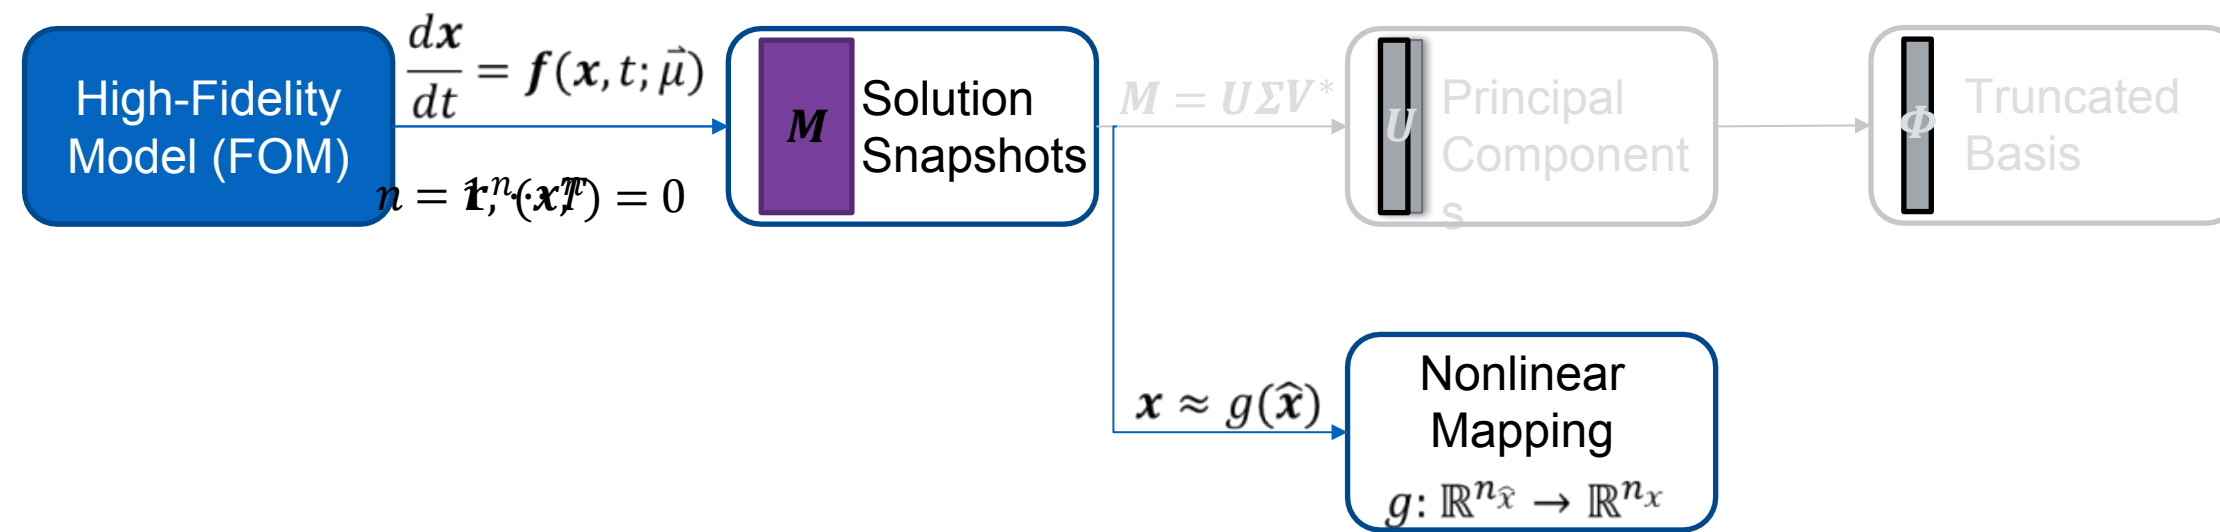 High-Fidelity
Model (FOM)
d𝒙/dt = 𝒇(𝒙, t; μ⃗)
𝑴
Solution
Snapshots
𝑴 = 𝑼𝜮𝑽*
𝑼
Principal
Component
s
𝜱
Truncated
Basis
𝒙 ≈ g(𝒙̂)
Nonlinear
Mapping
g: ℝ^{n_x̂} → ℝ^{n_x}